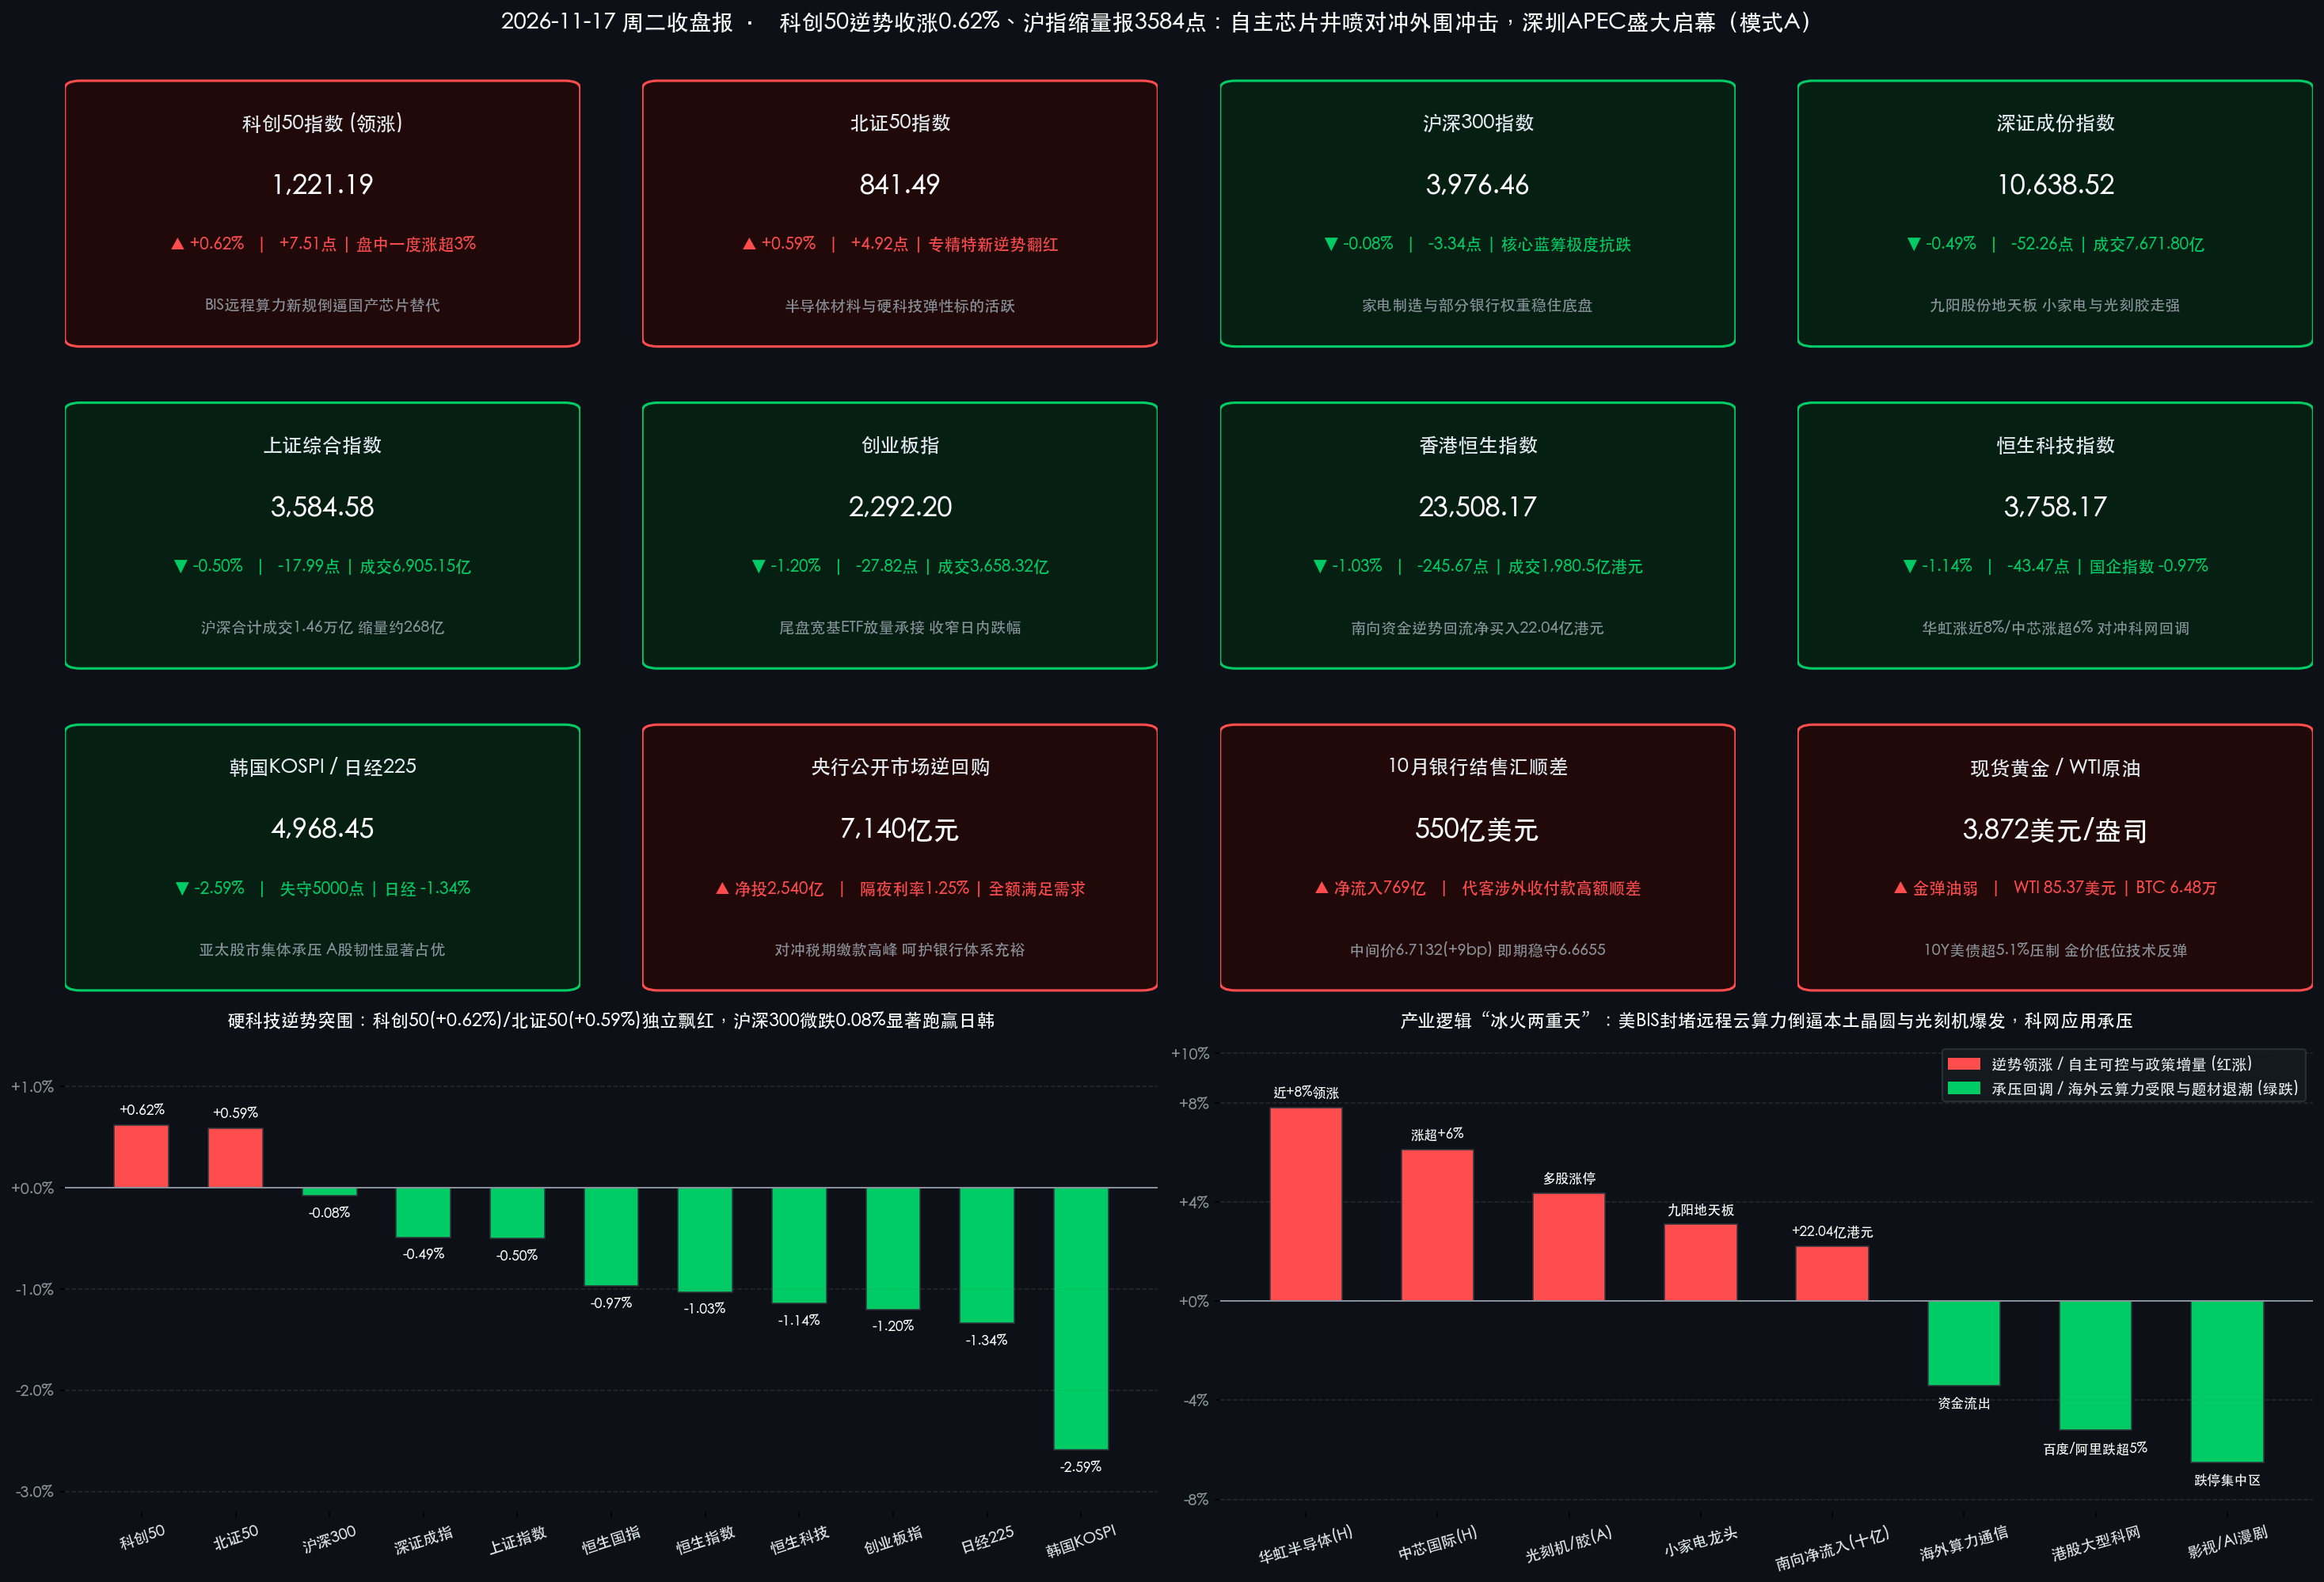 2026-11-17 周二收盘报 · 科创50逆势收涨0.62%、沪指缩量报3584点：自主芯片井喷对冲外围冲击，深圳APEC盛大启幕（模式A）
科创50指数 (领涨)
1,221.19
▲ +0.62% | +7.51点 | 盘中一度涨超3%
BIS远程算力新规倒逼国产芯片替代
北证50指数
841.49
▲ +0.59% | +4.92点 | 专精特新逆势翻红
半导体材料与硬科技弹性标的活跃
沪深300指数
3,976.46
▼ -0.08% | -3.34点 | 核心蓝筹极度抗跌
家电制造与部分银行权重稳住底盘
深证成份指数
10,638.52
▼ -0.49% | -52.26点 | 成交7,671.80亿
九阳股份地天板 小家电与光刻胶走强
上证综合指数
3,584.58
▼ -0.50% | -17.99点 | 成交6,905.15亿
沪深合计成交1.46万亿 缩量约268亿
创业板指
2,292.20
▼ -1.20% | -27.82点 | 成交3,658.32亿
尾盘宽基ETF放量承接 收窄日内跌幅
香港恒生指数
23,508.17
▼ -1.03% | -245.67点 | 成交1,980.5亿港元
南向资金逆势回流净买入22.04亿港元
恒生科技指数
3,758.17
▼ -1.14% | -43.47点 | 国企指数 -0.97%
华虹涨近8%/中芯涨超6% 对冲科网回调
韩国KOSPI / 日经225
4,968.45
▼ -2.59% | 失守5000点 | 日经 -1.34%
亚太股市集体承压 A股韧性显著占优
央行公开市场逆回购
7,140亿元
▲ 净投2,540亿 | 隔夜利率1.25% | 全额满足需求
对冲税期缴款高峰 呵护银行体系充裕
10月银行结售汇顺差
550亿美元
▲ 净流入769亿 | 代客涉外收付款高额顺差
中间价6.7132(+9bp) 即期稳守6.6655
现货黄金 / WTI原油
3,872美元/盎司
▲ 金弹油弱 | WTI 85.37美元 | BTC 6.48万
10Y美债超5.1%压制 金价低位技术反弹
硬科技逆势突围：科创50(+0.62%)/北证50(+0.59%)独立飘红，沪深300微跌0.08%显著跑赢日韩
+1.0%
+0.0%
-1.0%
-2.0%
-3.0%
+0.62%
+0.59%
-0.08%
-0.49%
-0.50%
-0.97%
-1.03%
-1.14%
-1.20%
-1.34%
-2.59%
科创50
北证50
沪深300
深证成指
上证指数
恒生国指
恒生指数
恒生科技
创业板指
日经225
韩国KOSPI
产业逻辑“冰火两重天”：美BIS封堵远程云算力倒逼本土晶圆与光刻机爆发，科网应用承压
逆势领涨 / 自主可控与政策增量 (红涨)
承压回调 / 海外云算力受限与题材退潮 (绿跌)
+10%
+8%
+4%
+0%
-4%
-8%
近+8%领涨
涨超+6%
多股涨停
九阳地天板
+22.04亿港元
资金流出
百度/阿里跌超5%
跌停集中区
华虹半导体(H)
中芯国际(H)
光刻机/胶(A)
小家电龙头
南向净流入(十亿)
海外算力通信
港股大型科网
影视/AI漫剧